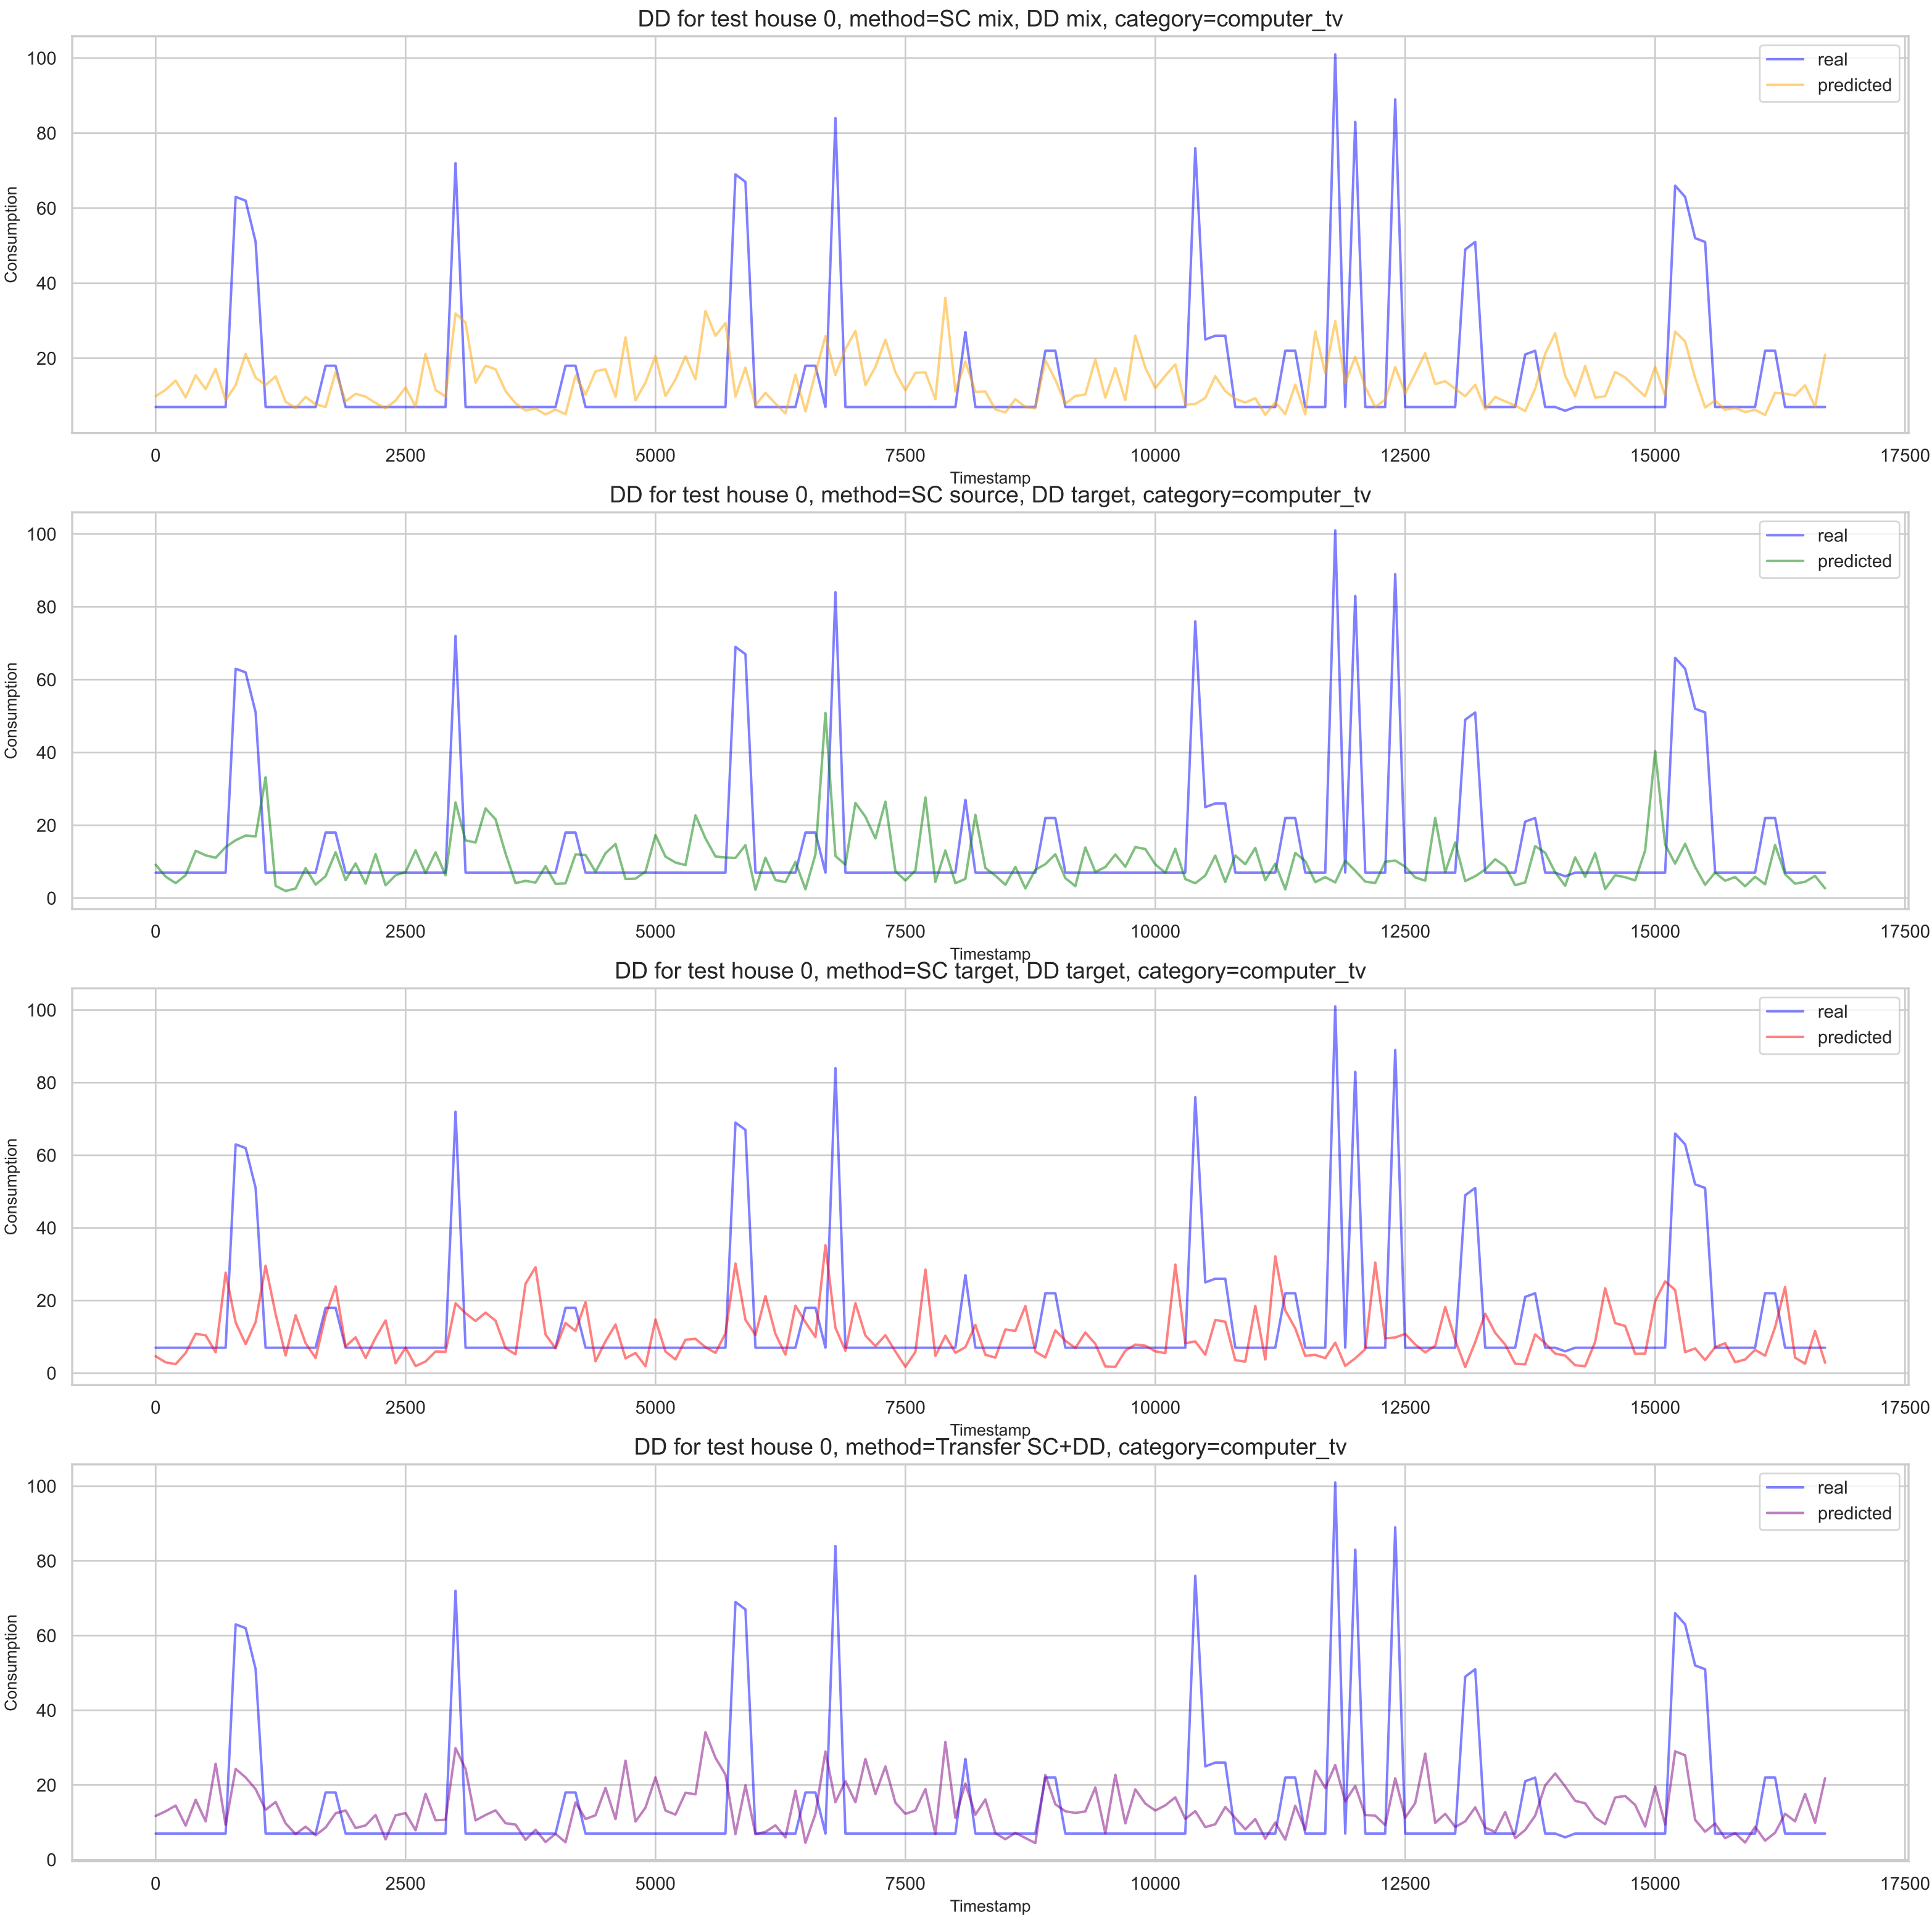 DD for test house 0, method=SC mix, DD mix, category=computer_tv
real
predicted
100
80
60
40
20
Consumption
0 2500 5000 7500 10000 12500 15000 17500
Timestamp
DD for test house 0, method=SC source, DD target, category=computer_tv
real
predicted
100
80
60
40
20
0
Consumption
0 2500 5000 7500 10000 12500 15000 17500
Timestamp
DD for test house 0, method=SC target, DD target, category=computer_tv
real
predicted
100
80
60
40
20
0
Consumption
0 2500 5000 7500 10000 12500 15000 17500
Timestamp
DD for test house 0, method=Transfer SC+DD, category=computer_tv
real
predicted
100
80
60
40
20
0
Consumption
0 2500 5000 7500 10000 12500 15000 17500
Timestamp